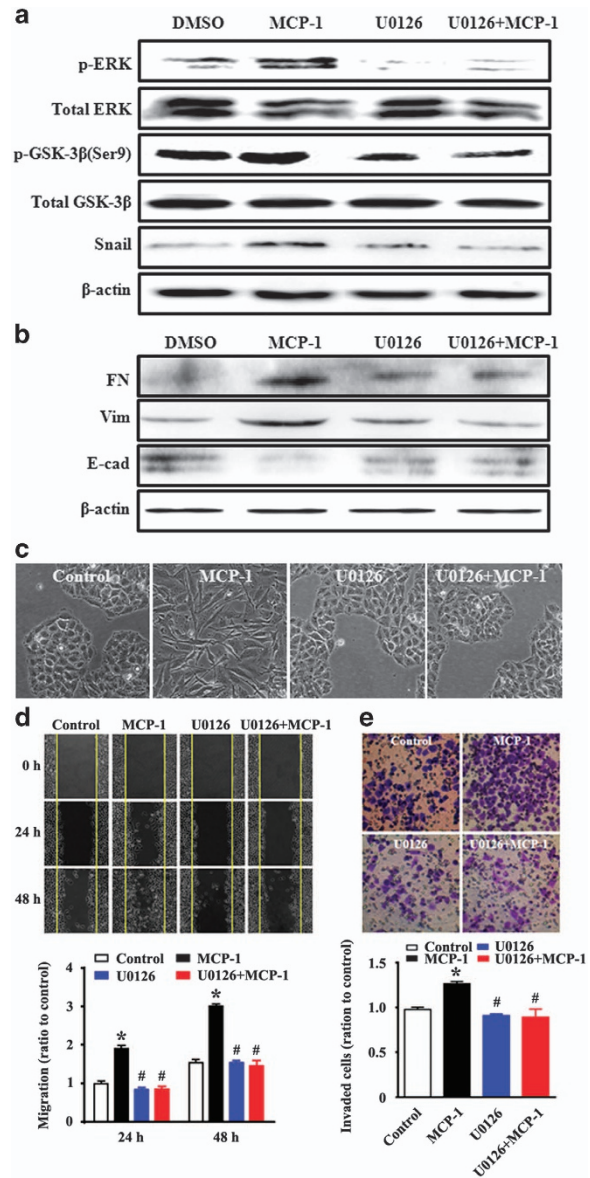 a
DMSO MCP-1 U0126 U0126+MCP-1
p-ERK
Total ERK
p-GSK-3β(Ser9)
Total GSK-3β
Snail
β-actin
b
DMSO MCP-1 U0126 U0126+MCP-1
FN
Vim
E-cad
β-actin
c
Control MCP-1 U0126 U0126+MCP-1
d
Control MCP-1 U0126 U0126+MCP-1
0 h
24 h
48 h
Control MCP-1
U0126 U0126+MCP-1
Migration (ratio to control)
4
3
2
1
0
* # # * # #
24 h 48 h
e
Control MCP-1
U0126 U0126+MCP-1
Control U0126
MCP-1 U0126+MCP-1
Invaded cells (ration to control)
1.5
1.0
0.5
0.0
* # #
Control MCP-1 U0126 U0126+MCP-1